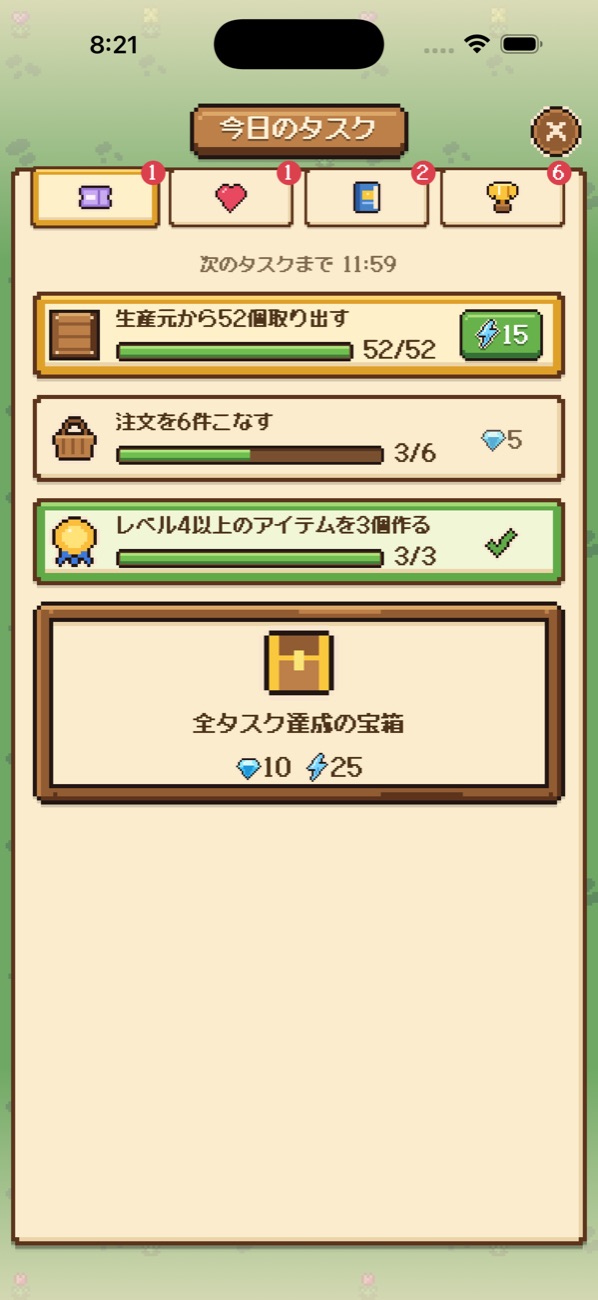 8:21
今日のタスク
1
1
2
6
次のタスクまで 11:59
生産元から52個取り出す
52/52
15
注文を6件こなす
3/6
5
レベル4以上のアイテムを3個作る
3/3
全タスク達成の宝箱
10 25